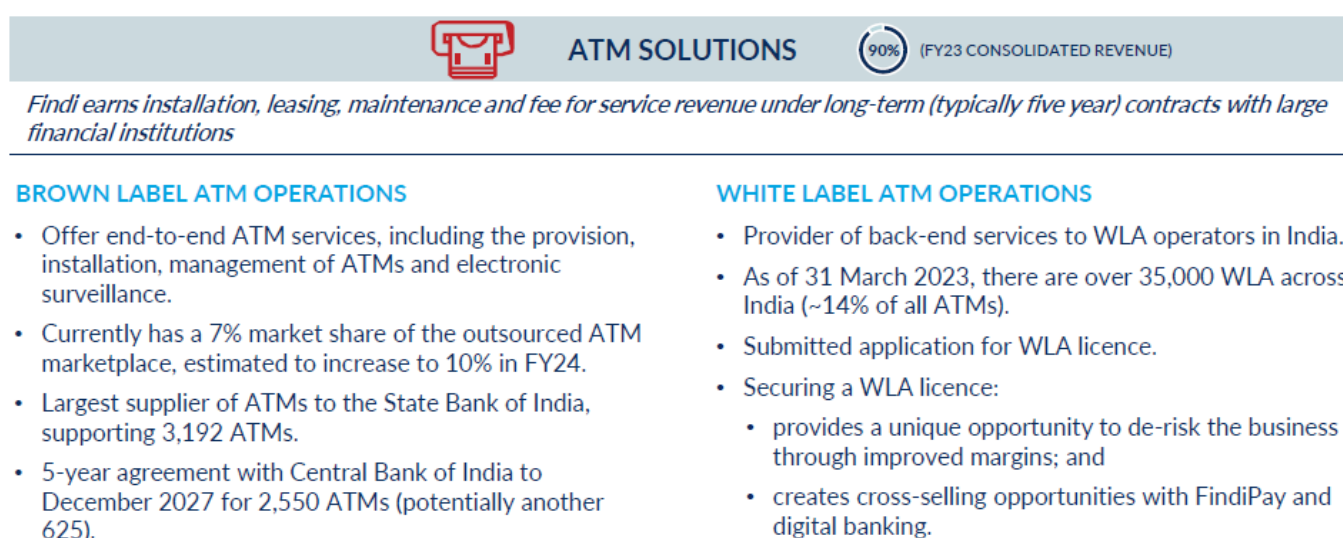 ATM SOLUTIONS
90%
(FY23 CONSOLIDATED REVENUE)
Findi earns installation, leasing, maintenance and fee for service revenue under long-term (typically five year) contracts with large
financial institutions
BROWN LABEL ATM OPERATIONS
• Offer end-to-end ATM services, including the provision,
installation, management of ATMs and electronic
surveillance.
• Currently has a 7% market share of the outsourced ATM
marketplace, estimated to increase to 10% in FY24.
• Largest supplier of ATMs to the State Bank of India,
supporting 3,192 ATMs.
• 5-year agreement with Central Bank of India to
December 2027 for 2,550 ATMs (potentially another
625).
WHITE LABEL ATM OPERATIONS
• Provider of back-end services to WLA operators in India.
• As of 31 March 2023, there are over 35,000 WLA across
India (~14% of all ATMs).
• Submitted application for WLA licence.
• Securing a WLA licence:
• provides a unique opportunity to de-risk the business
through improved margins; and
• creates cross-selling opportunities with FindiPay and
digital banking.